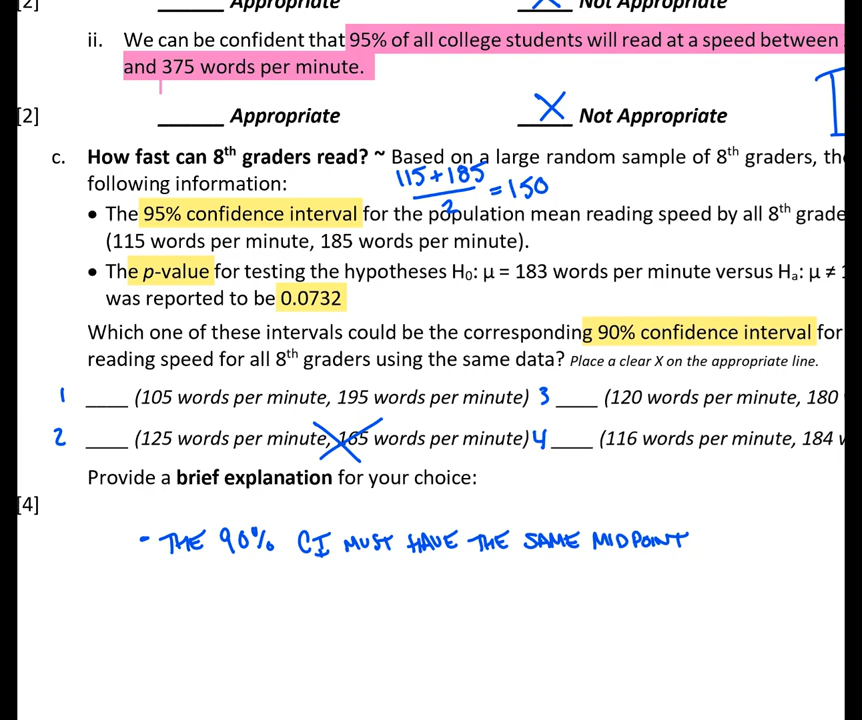 [2] ______ Appropriate X Not Appropriate
ii. We can be confident that 95% of all college students will read at a speed between
and 375 words per minute.
[2] ______ Appropriate X Not Appropriate
c. How fast can 8th graders read? ~ Based on a large random sample of 8th graders, the
following information:
115+185
2
=150
• The 95% confidence interval for the population mean reading speed by all 8th grade
(115 words per minute, 185 words per minute).
• The p-value for testing the hypotheses H₀: μ = 183 words per minute versus Hₐ: μ ≠
was reported to be 0.0732
Which one of these intervals could be the corresponding 90% confidence interval for
reading speed for all 8th graders using the same data? Place a clear X on the appropriate line.
1 ____ (105 words per minute, 195 words per minute) 3 ____ (120 words per minute, 180
2 ____ (125 words per minute, 165 words per minute) 4 ____ (116 words per minute, 184
Provide a brief explanation for your choice:
[4]
- THE 90% CI MUST HAVE THE SAME MIDPOINT